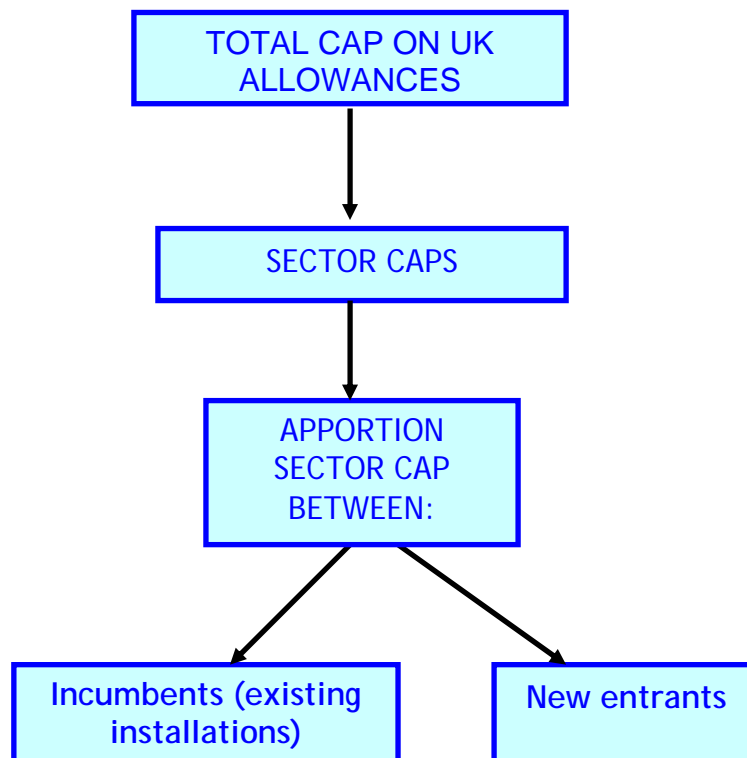 TOTAL CAP ON UK
ALLOWANCES
SECTOR CAPS
APPORTION
SECTOR CAP
BETWEEN:
Incumbents (existing
installations)
New entrants